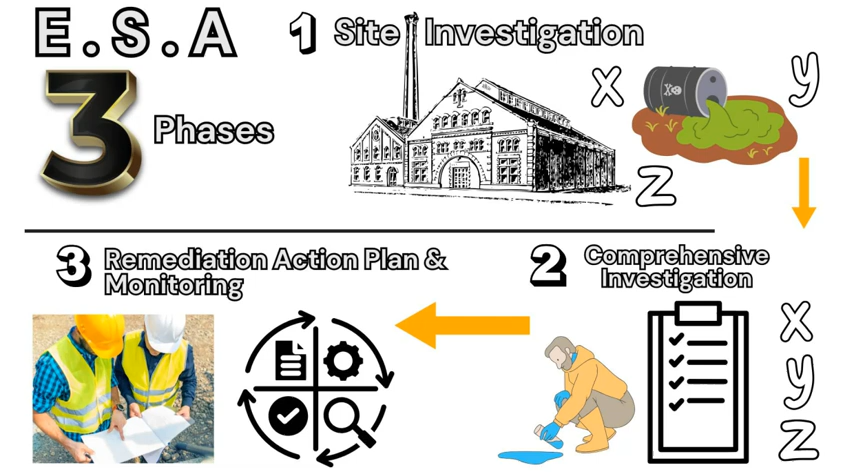 E.S.A
3
Phases
1 Site Investigation
x
y
z
2 Comprehensive
Investigation
x
y
z
3 Remediation Action Plan &
Monitoring